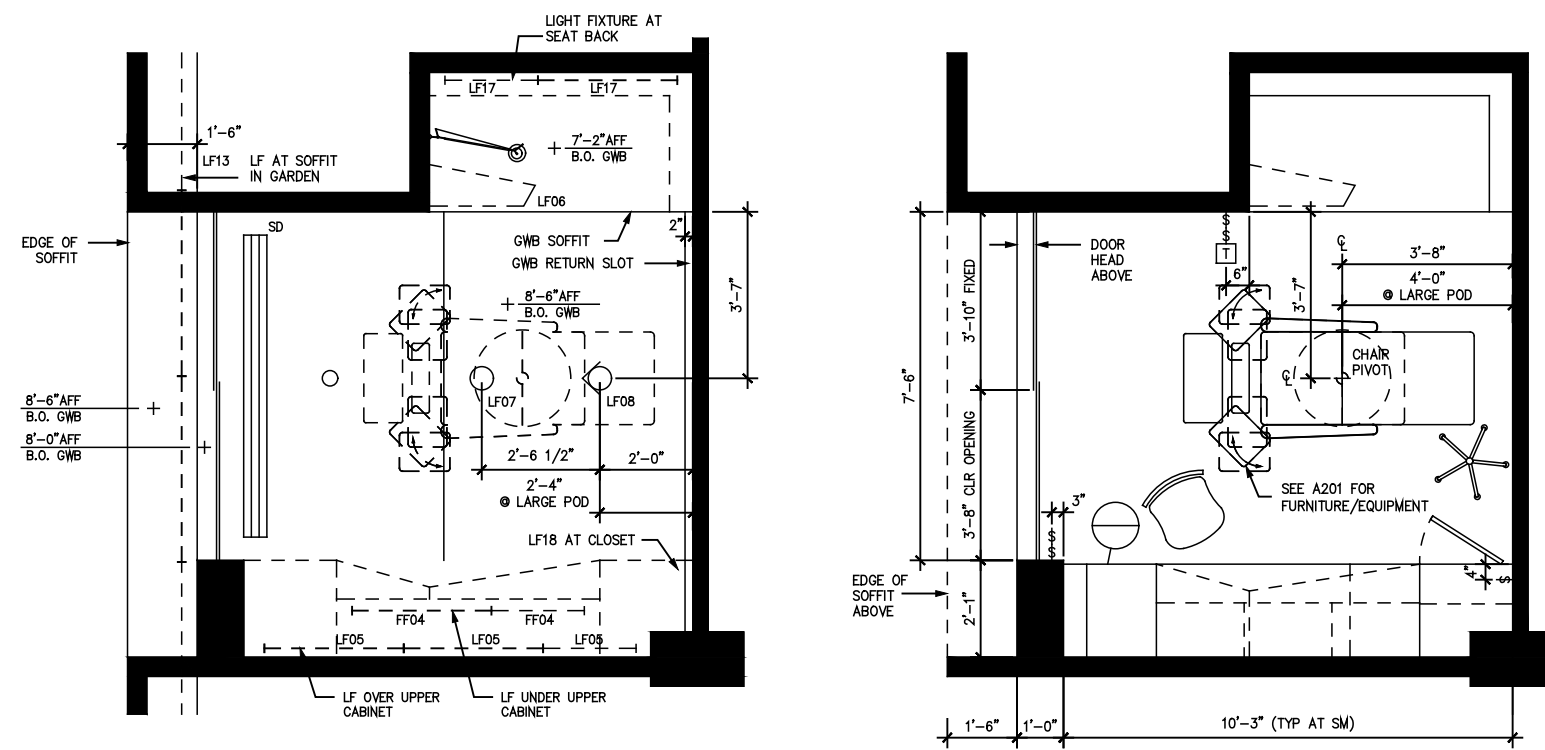 LIGHT FIXTURE AT
SEAT BACK
LF17
LF17
1'-6"
7'-2"AFF
B.O. GWB
LF13
LF AT SOFFIT
IN GARDEN
LF06
SD
2"
EDGE OF
SOFFIT
GWB SOFFIT
GWB RETURN SLOT
8'-6"AFF
B.O. GWB
3'-7"
LF07
LF08
8'-6"AFF
B.O. GWB
8'-0"AFF
B.O. GWB
2'-6 1/2"
2'-0"
2'-4"
@ LARGE POD
LF18 AT CLOSET
FF04
FF04
LF05
LF05
LF05
LF OVER UPPER
CABINET
LF UNDER UPPER
CABINET
S
S
T
DOOR
HEAD
ABOVE
6"
3'-7"
℄
3'-8"
4'-0"
@ LARGE POD
3'-10" FIXED
CHAIR
PIVOT
℄
7'-6"
3'-8" CLR OPENING
SEE A201 FOR
FURNITURE/EQUIPMENT
3"
S
S
4"
S
EDGE OF
SOFFIT
ABOVE
2'-1"
1'-6"
1'-0"
10'-3" (TYP AT SM)